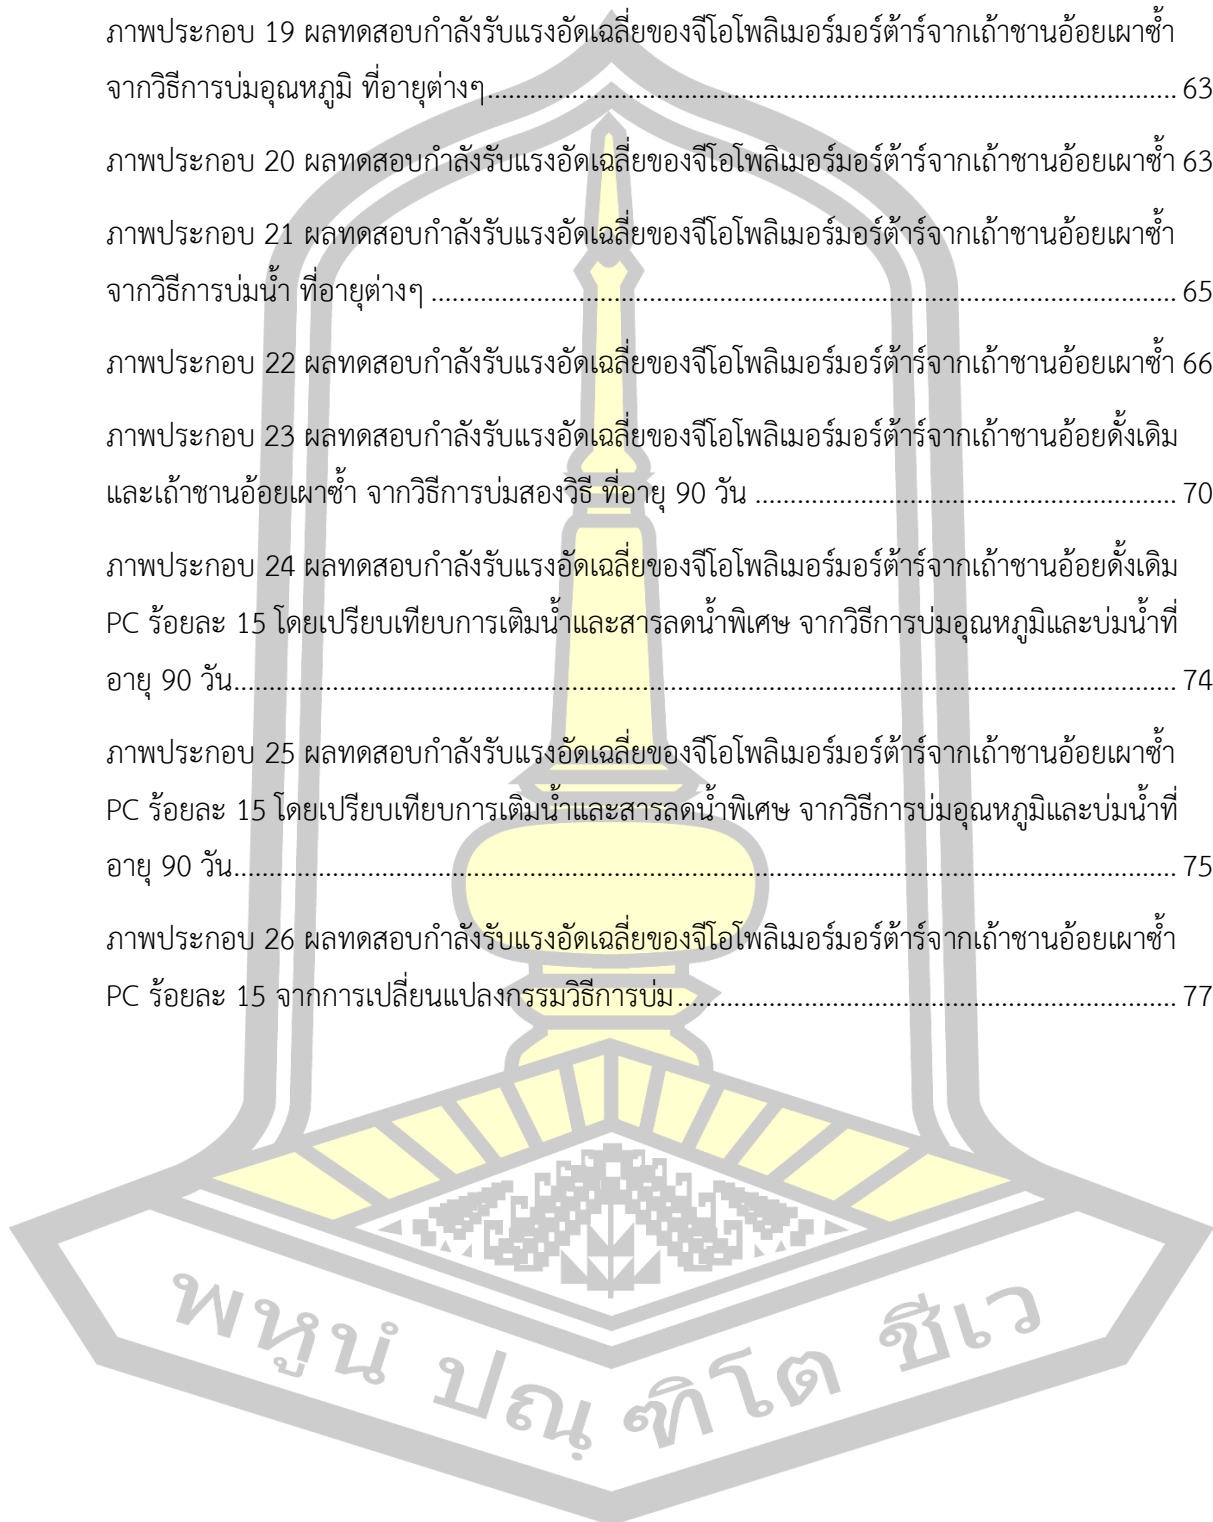 ภาพประกอบ 19 ผลทดสอบกำลังรับแรงอัดเฉลี่ยของจีโอโพลิเมอร์มอร์ต้าร์จากเถ้าชานอ้อยเผาซ้ำ
จากวิธีการบ่มอุณหภูมิ ที่อายุต่างๆ.................................................................................................. 63
ภาพประกอบ 20 ผลทดสอบกำลังรับแรงอัดเฉลี่ยของจีโอโพลิเมอร์มอร์ต้าร์จากเถ้าชานอ้อยเผาซ้ำ 63
ภาพประกอบ 21 ผลทดสอบกำลังรับแรงอัดเฉลี่ยของจีโอโพลิเมอร์มอร์ต้าร์จากเถ้าชานอ้อยเผาซ้ำ
จากวิธีการบ่มน้ำ ที่อายุต่างๆ ......................................................................................................... 65
ภาพประกอบ 22 ผลทดสอบกำลังรับแรงอัดเฉลี่ยของจีโอโพลิเมอร์มอร์ต้าร์จากเถ้าชานอ้อยเผาซ้ำ 66
ภาพประกอบ 23 ผลทดสอบกำลังรับแรงอัดเฉลี่ยของจีโอโพลิเมอร์มอร์ต้าร์จากเถ้าชานอ้อยดั้งเดิม
และเถ้าชานอ้อยเผาซ้ำ จากวิธีการบ่มสองวิธี ที่อายุ 90 วัน ........................................................... 70
ภาพประกอบ 24 ผลทดสอบกำลังรับแรงอัดเฉลี่ยของจีโอโพลิเมอร์มอร์ต้าร์จากเถ้าชานอ้อยดั้งเดิม
PC ร้อยละ 15 โดยเปรียบเทียบการเติมน้ำและสารลดน้ำพิเศษ จากวิธีการบ่มอุณหภูมิและบ่มน้ำที่
อายุ 90 วัน.................................................................................................................................... 74
ภาพประกอบ 25 ผลทดสอบกำลังรับแรงอัดเฉลี่ยของจีโอโพลิเมอร์มอร์ต้าร์จากเถ้าชานอ้อยเผาซ้ำ
PC ร้อยละ 15 โดยเปรียบเทียบการเติมน้ำและสารลดน้ำพิเศษ จากวิธีการบ่มอุณหภูมิและบ่มน้ำที่
อายุ 90 วัน.................................................................................................................................... 75
ภาพประกอบ 26 ผลทดสอบกำลังรับแรงอัดเฉลี่ยของจีโอโพลิเมอร์มอร์ต้าร์จากเถ้าชานอ้อยเผาซ้ำ
PC ร้อยละ 15 จากการเปลี่ยนแปลงกรรมวิธีการบ่ม...................................................................... 77
พหูนํ ปณฺ ฑิโต ชีเว